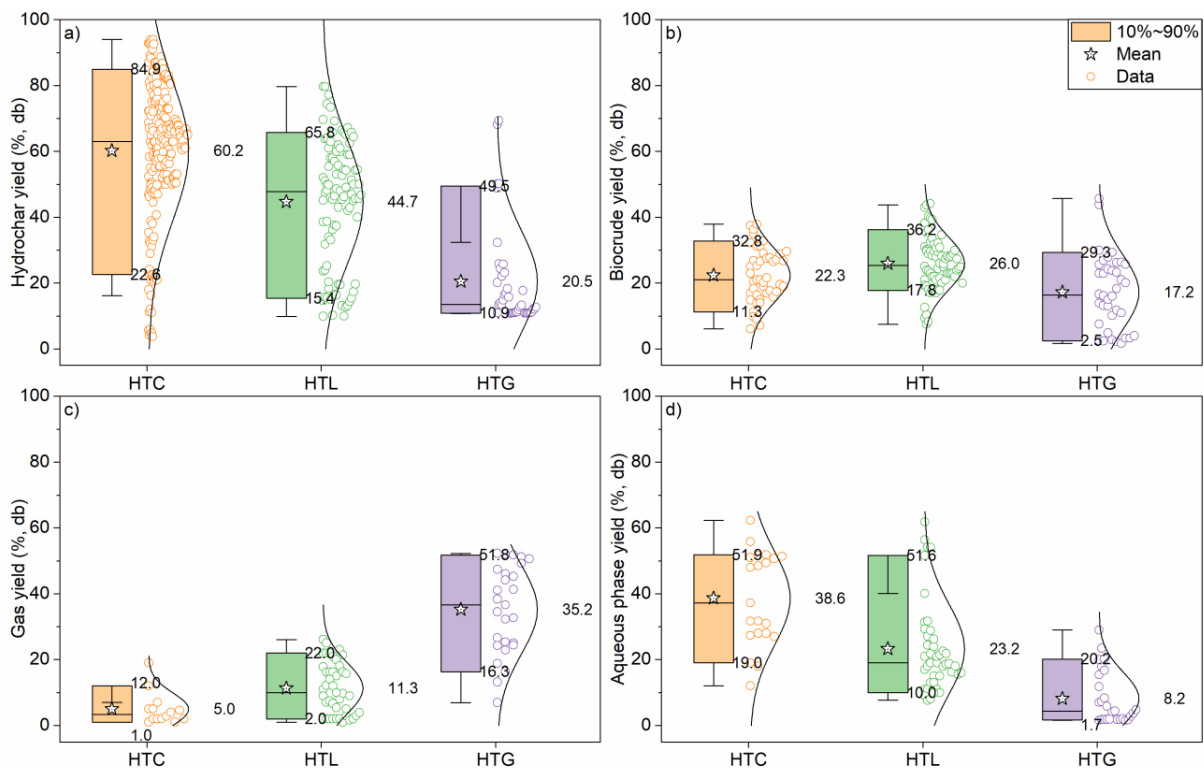 a)
Hydrochar yield (%, db)
100
80
60
40
20
0
84.9
22.6
60.2
65.8
15.4
44.7
49.5
10.9
20.5
HTC
HTL
HTG
b)
10%~90%
Mean
Data
Biocrude yield (%, db)
100
80
60
40
20
0
32.8
11.3
22.3
36.2
17.8
26.0
29.3
2.5
17.2
HTC
HTL
HTG
c)
Gas yield (%, db)
100
80
60
40
20
0
12.0
1.0
5.0
22.0
2.0
11.3
51.8
16.3
35.2
HTC
HTL
HTG
d)
Aqueous phase yield (%, db)
100
80
60
40
20
0
51.9
19.0
38.6
51.6
10.0
23.2
20.2
1.7
8.2
HTC
HTL
HTG